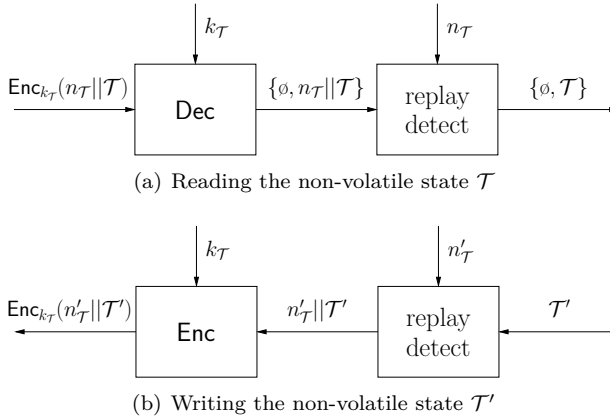 k_𝒯 n_𝒯
Enc_{k_𝒯}(n_𝒯||𝒯) Dec {ø, n_𝒯||𝒯} replay detect {ø, 𝒯}
(a) Reading the non-volatile state 𝒯
k_𝒯 n'_𝒯
Enc_{k_𝒯}(n'_𝒯||𝒯') Enc n'_𝒯||𝒯' replay detect 𝒯'
(b) Writing the non-volatile state 𝒯'